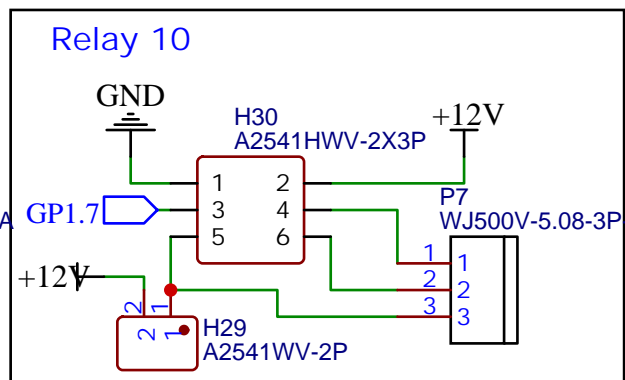 Relay 10
GND
H30
A2541HWV-2X3P
+12V
1 2
3 4
5 6
A
GP1.7
P7
WJ500V-5.08-3P
1 1
2 2
3 3
+12V
2 1
2 1
H29
A2541WV-2P